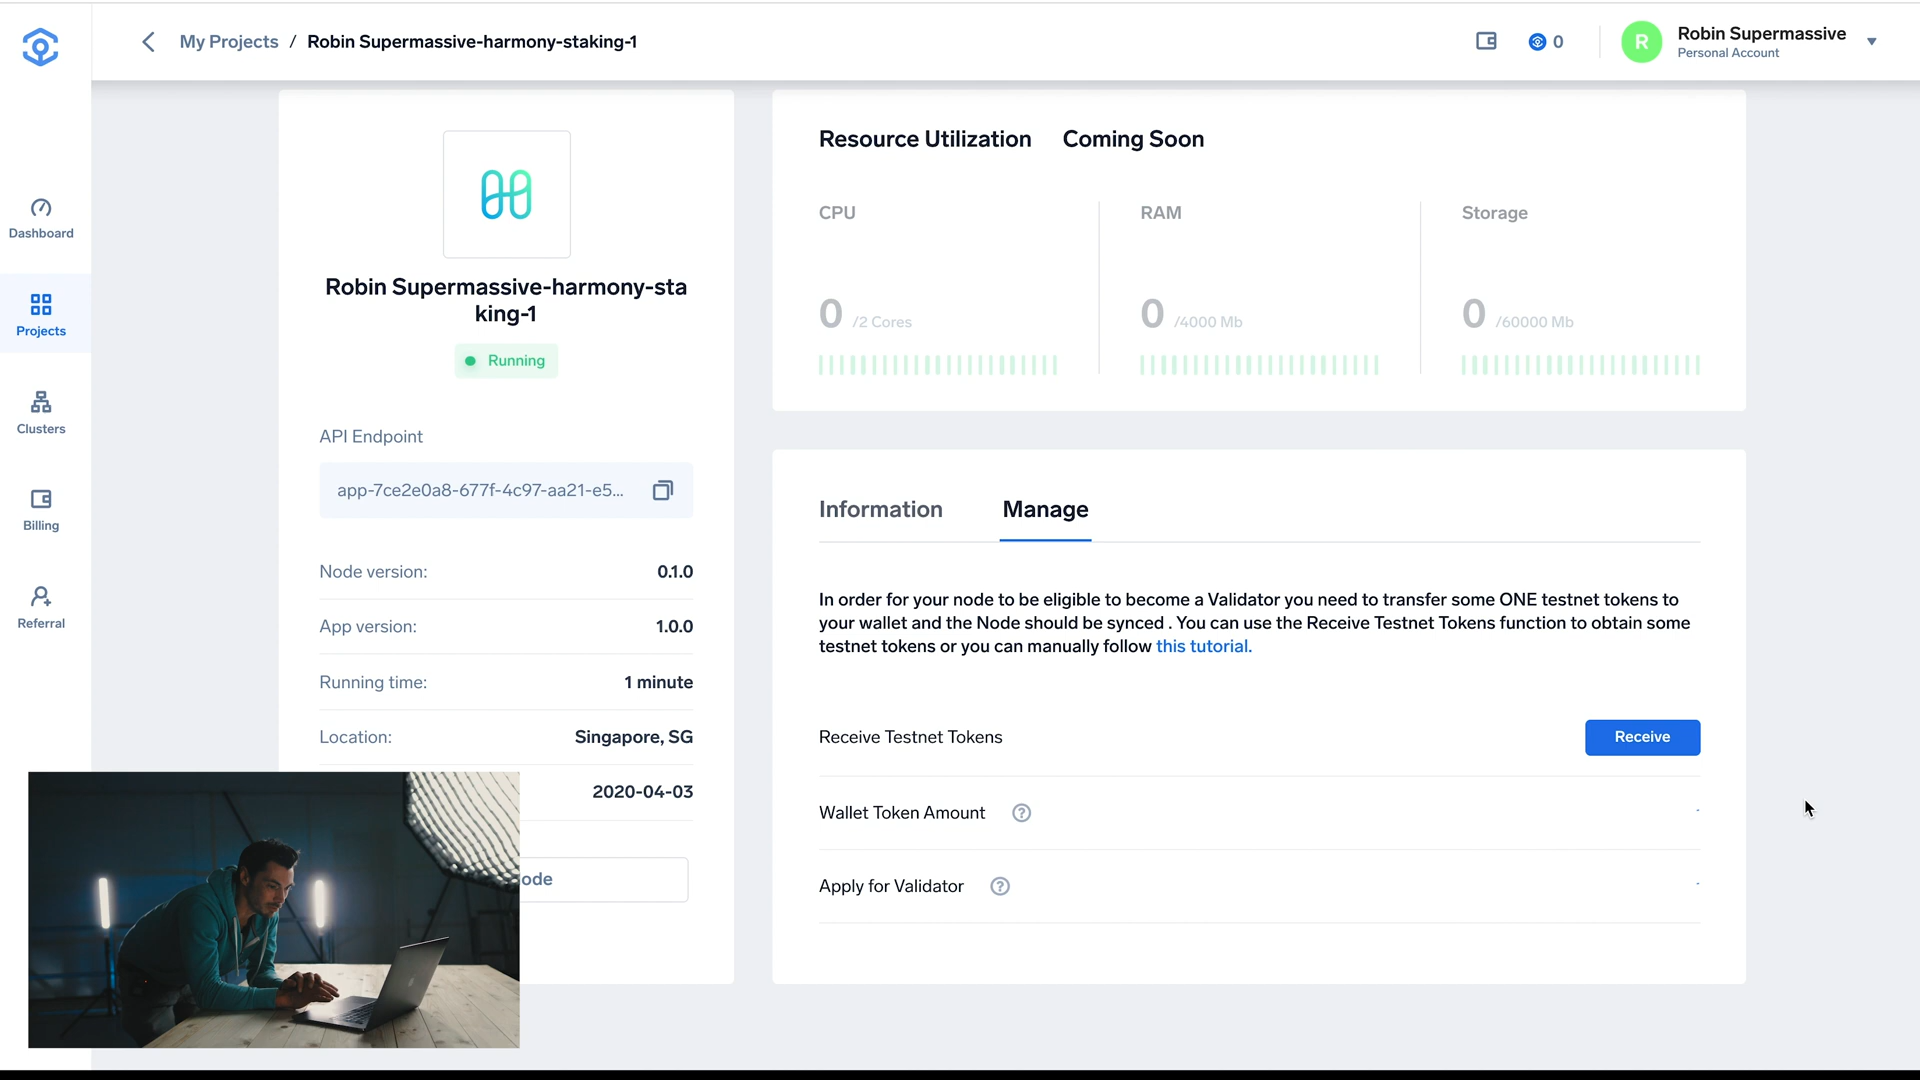 My Projects / Robin Supermassive-harmony-staking-1
0
R
Robin Supermassive
Personal Account
Dashboard
Projects
Clusters
Billing
Referral
Robin Supermassive-harmony-sta
king-1
Running
API Endpoint
app-7ce2e0a8-677f-4c97-aa21-e5...
Node version: 0.1.0
App version: 1.0.0
Running time: 1 minute
Location: Singapore, SG
2020-04-03
ode
Resource Utilization Coming Soon
CPU
0 /2 Cores
RAM
0 /4000 Mb
Storage
0 /60000 Mb
Information Manage
In order for your node to be eligible to become a Validator you need to transfer some ONE testnet tokens to
your wallet and the Node should be synced . You can use the Receive Testnet Tokens function to obtain some
testnet tokens or you can manually follow this tutorial.
Receive Testnet Tokens Receive
Wallet Token Amount ? -
Apply for Validator ? -